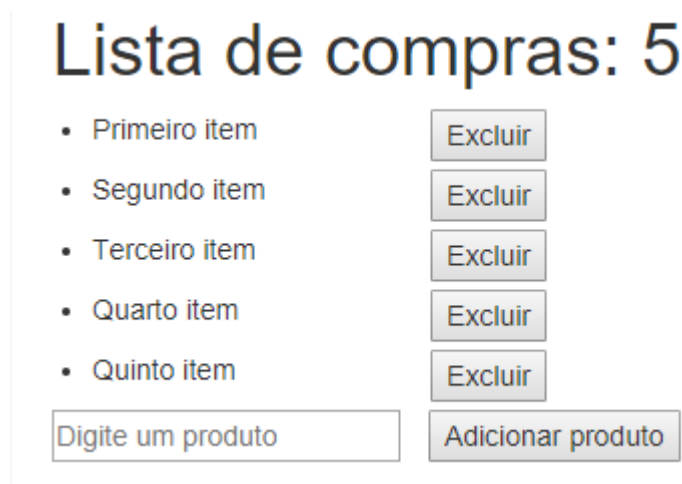 Lista de compras: 5
Primeiro item Excluir
Segundo item Excluir
Terceiro item Excluir
Quarto item Excluir
Quinto item Excluir
Digite um produto Adicionar produto